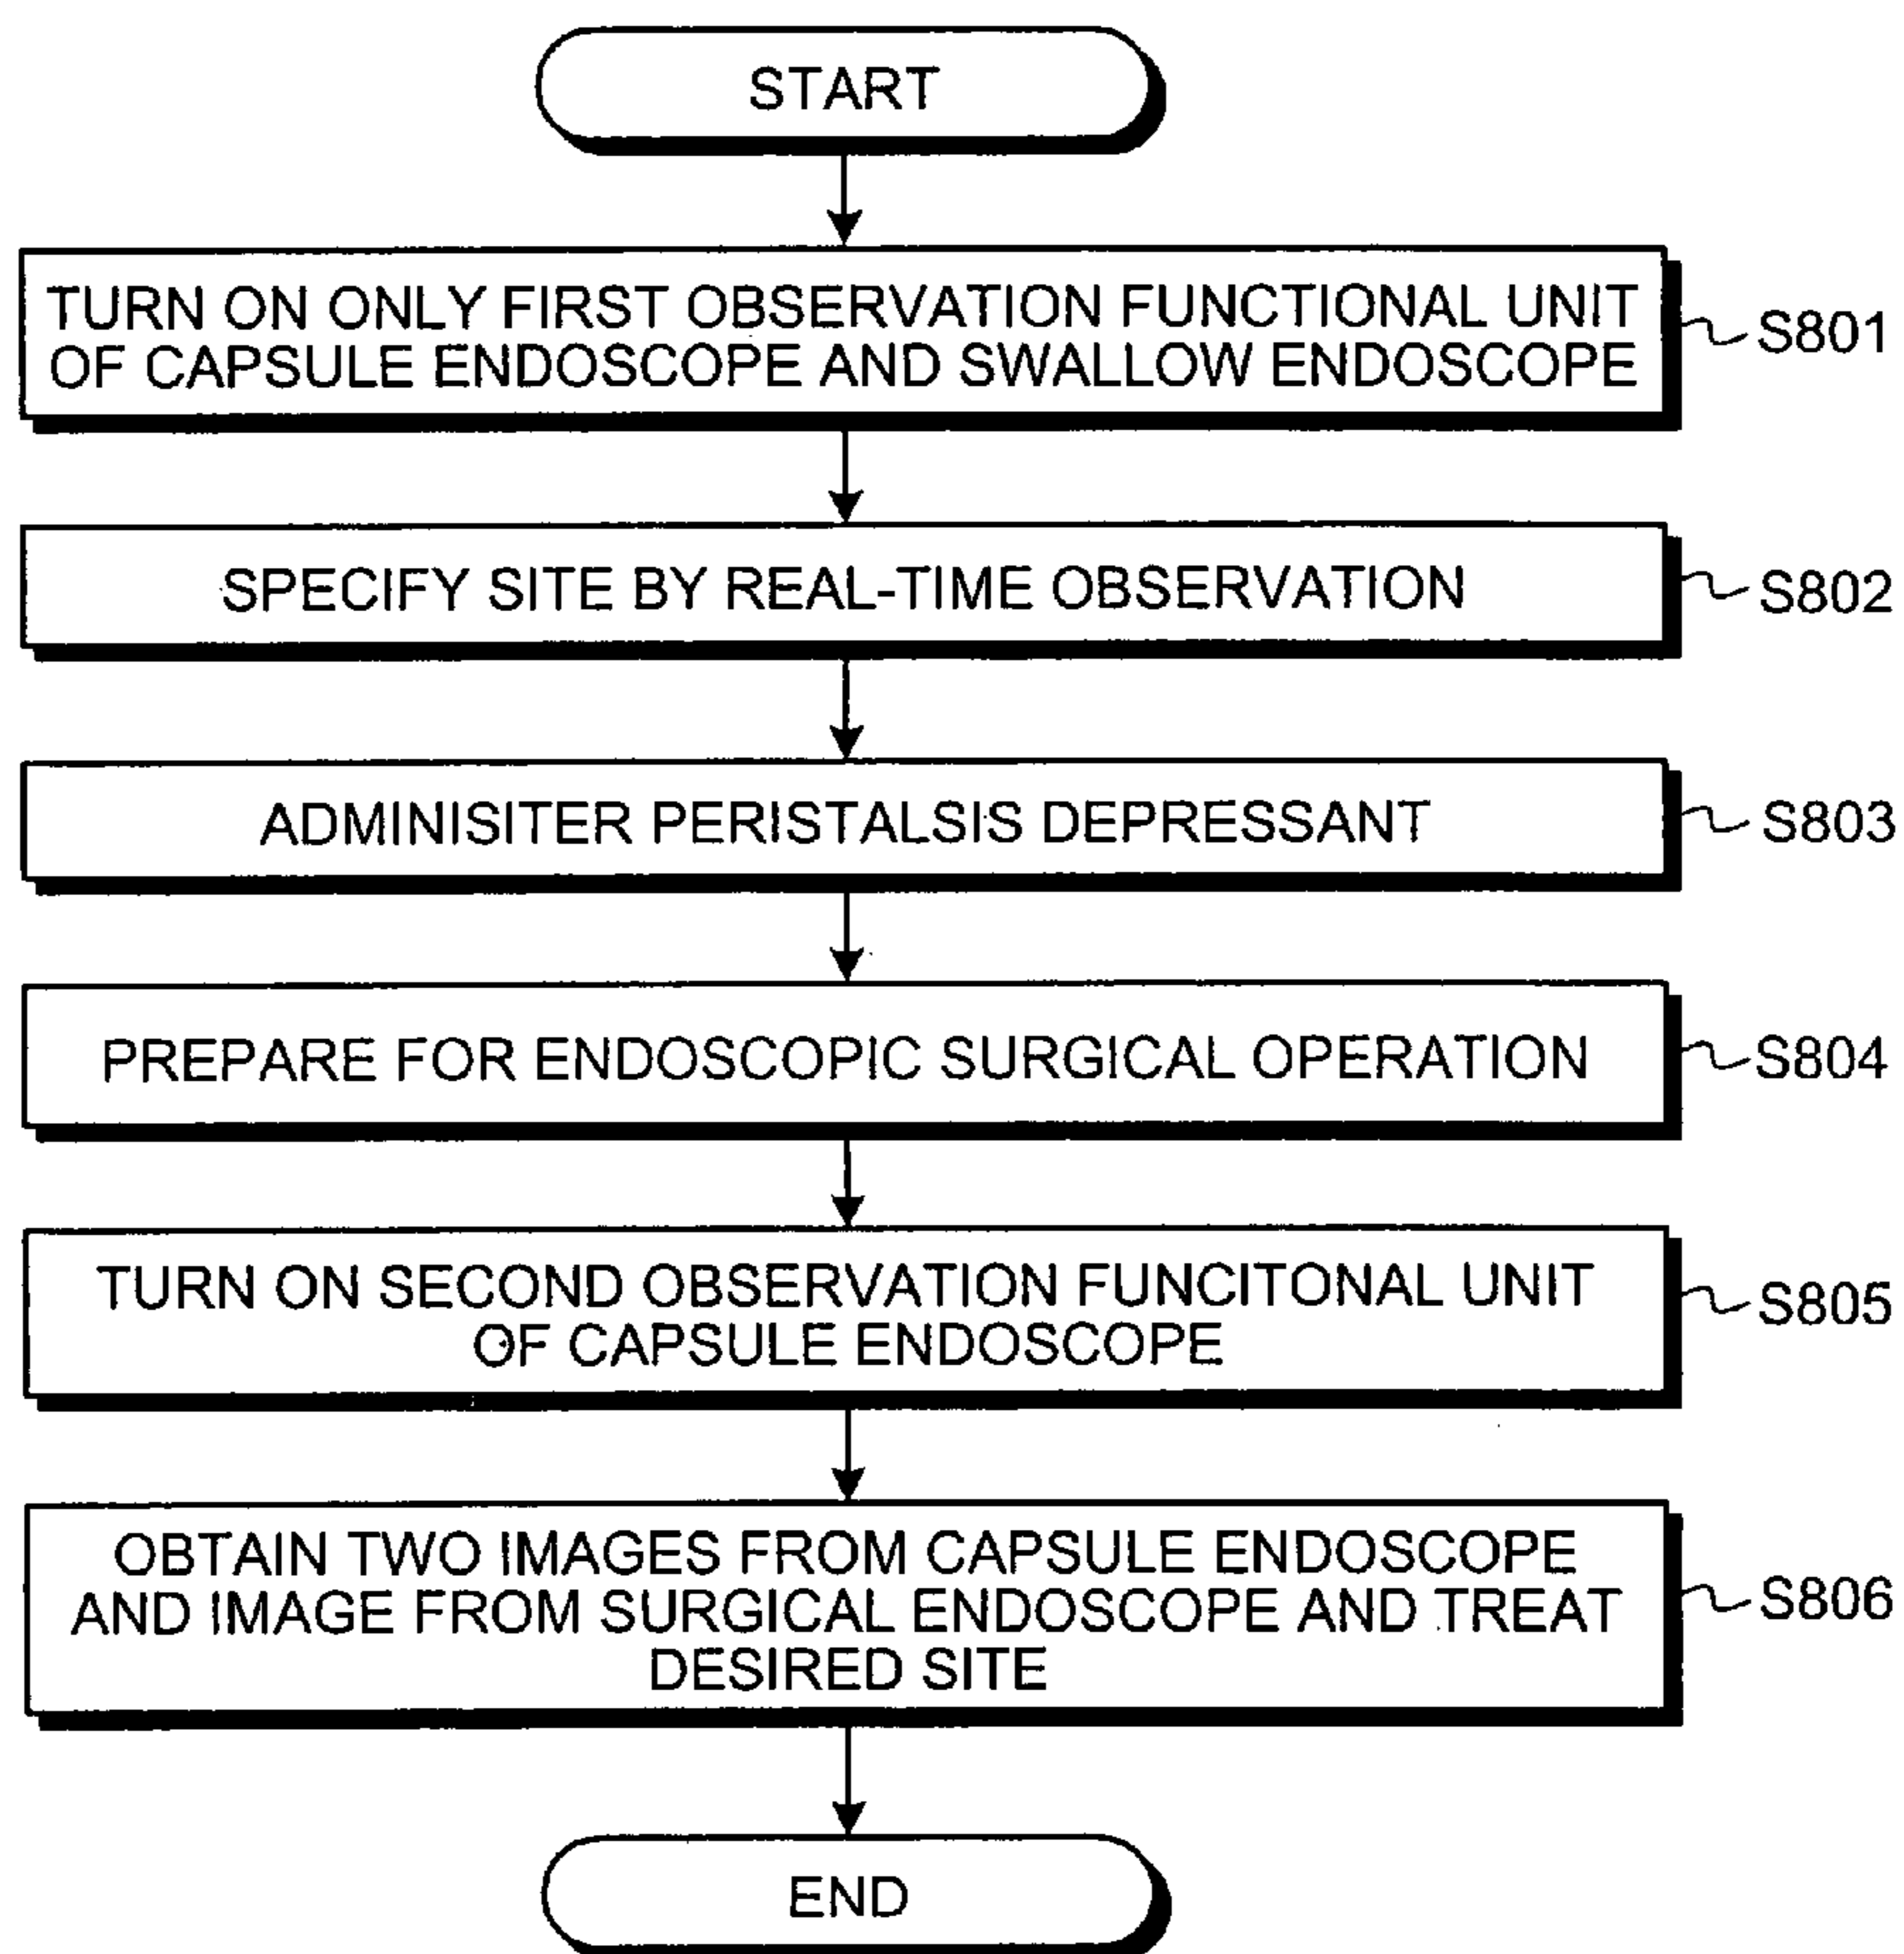 START
TURN ON ONLY FIRST OBSERVATION FUNCTIONAL UNIT
OF CAPSULE ENDOSCOPE AND SWALLOW ENDOSCOPE
S801
SPECIFY SITE BY REAL-TIME OBSERVATION
S802
ADMINISITER PERISTALSIS DEPRESSANT
S803
PREPARE FOR ENDOSCOPIC SURGICAL OPERATION
S804
TURN ON SECOND OBSERVATION FUNCITONAL UNIT
OF CAPSULE ENDOSCOPE
S805
OBTAIN TWO IMAGES FROM CAPSULE ENDOSCOPE
AND IMAGE FROM SURGICAL ENDOSCOPE AND TREAT
DESIRED SITE
S806
END